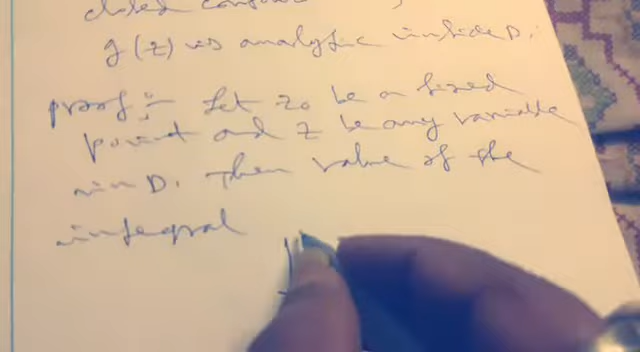 closed
f(z) is analytic inside D.
proof :- Let z0 be a fixed
point and z be any variable
in D. Then value of the
integral